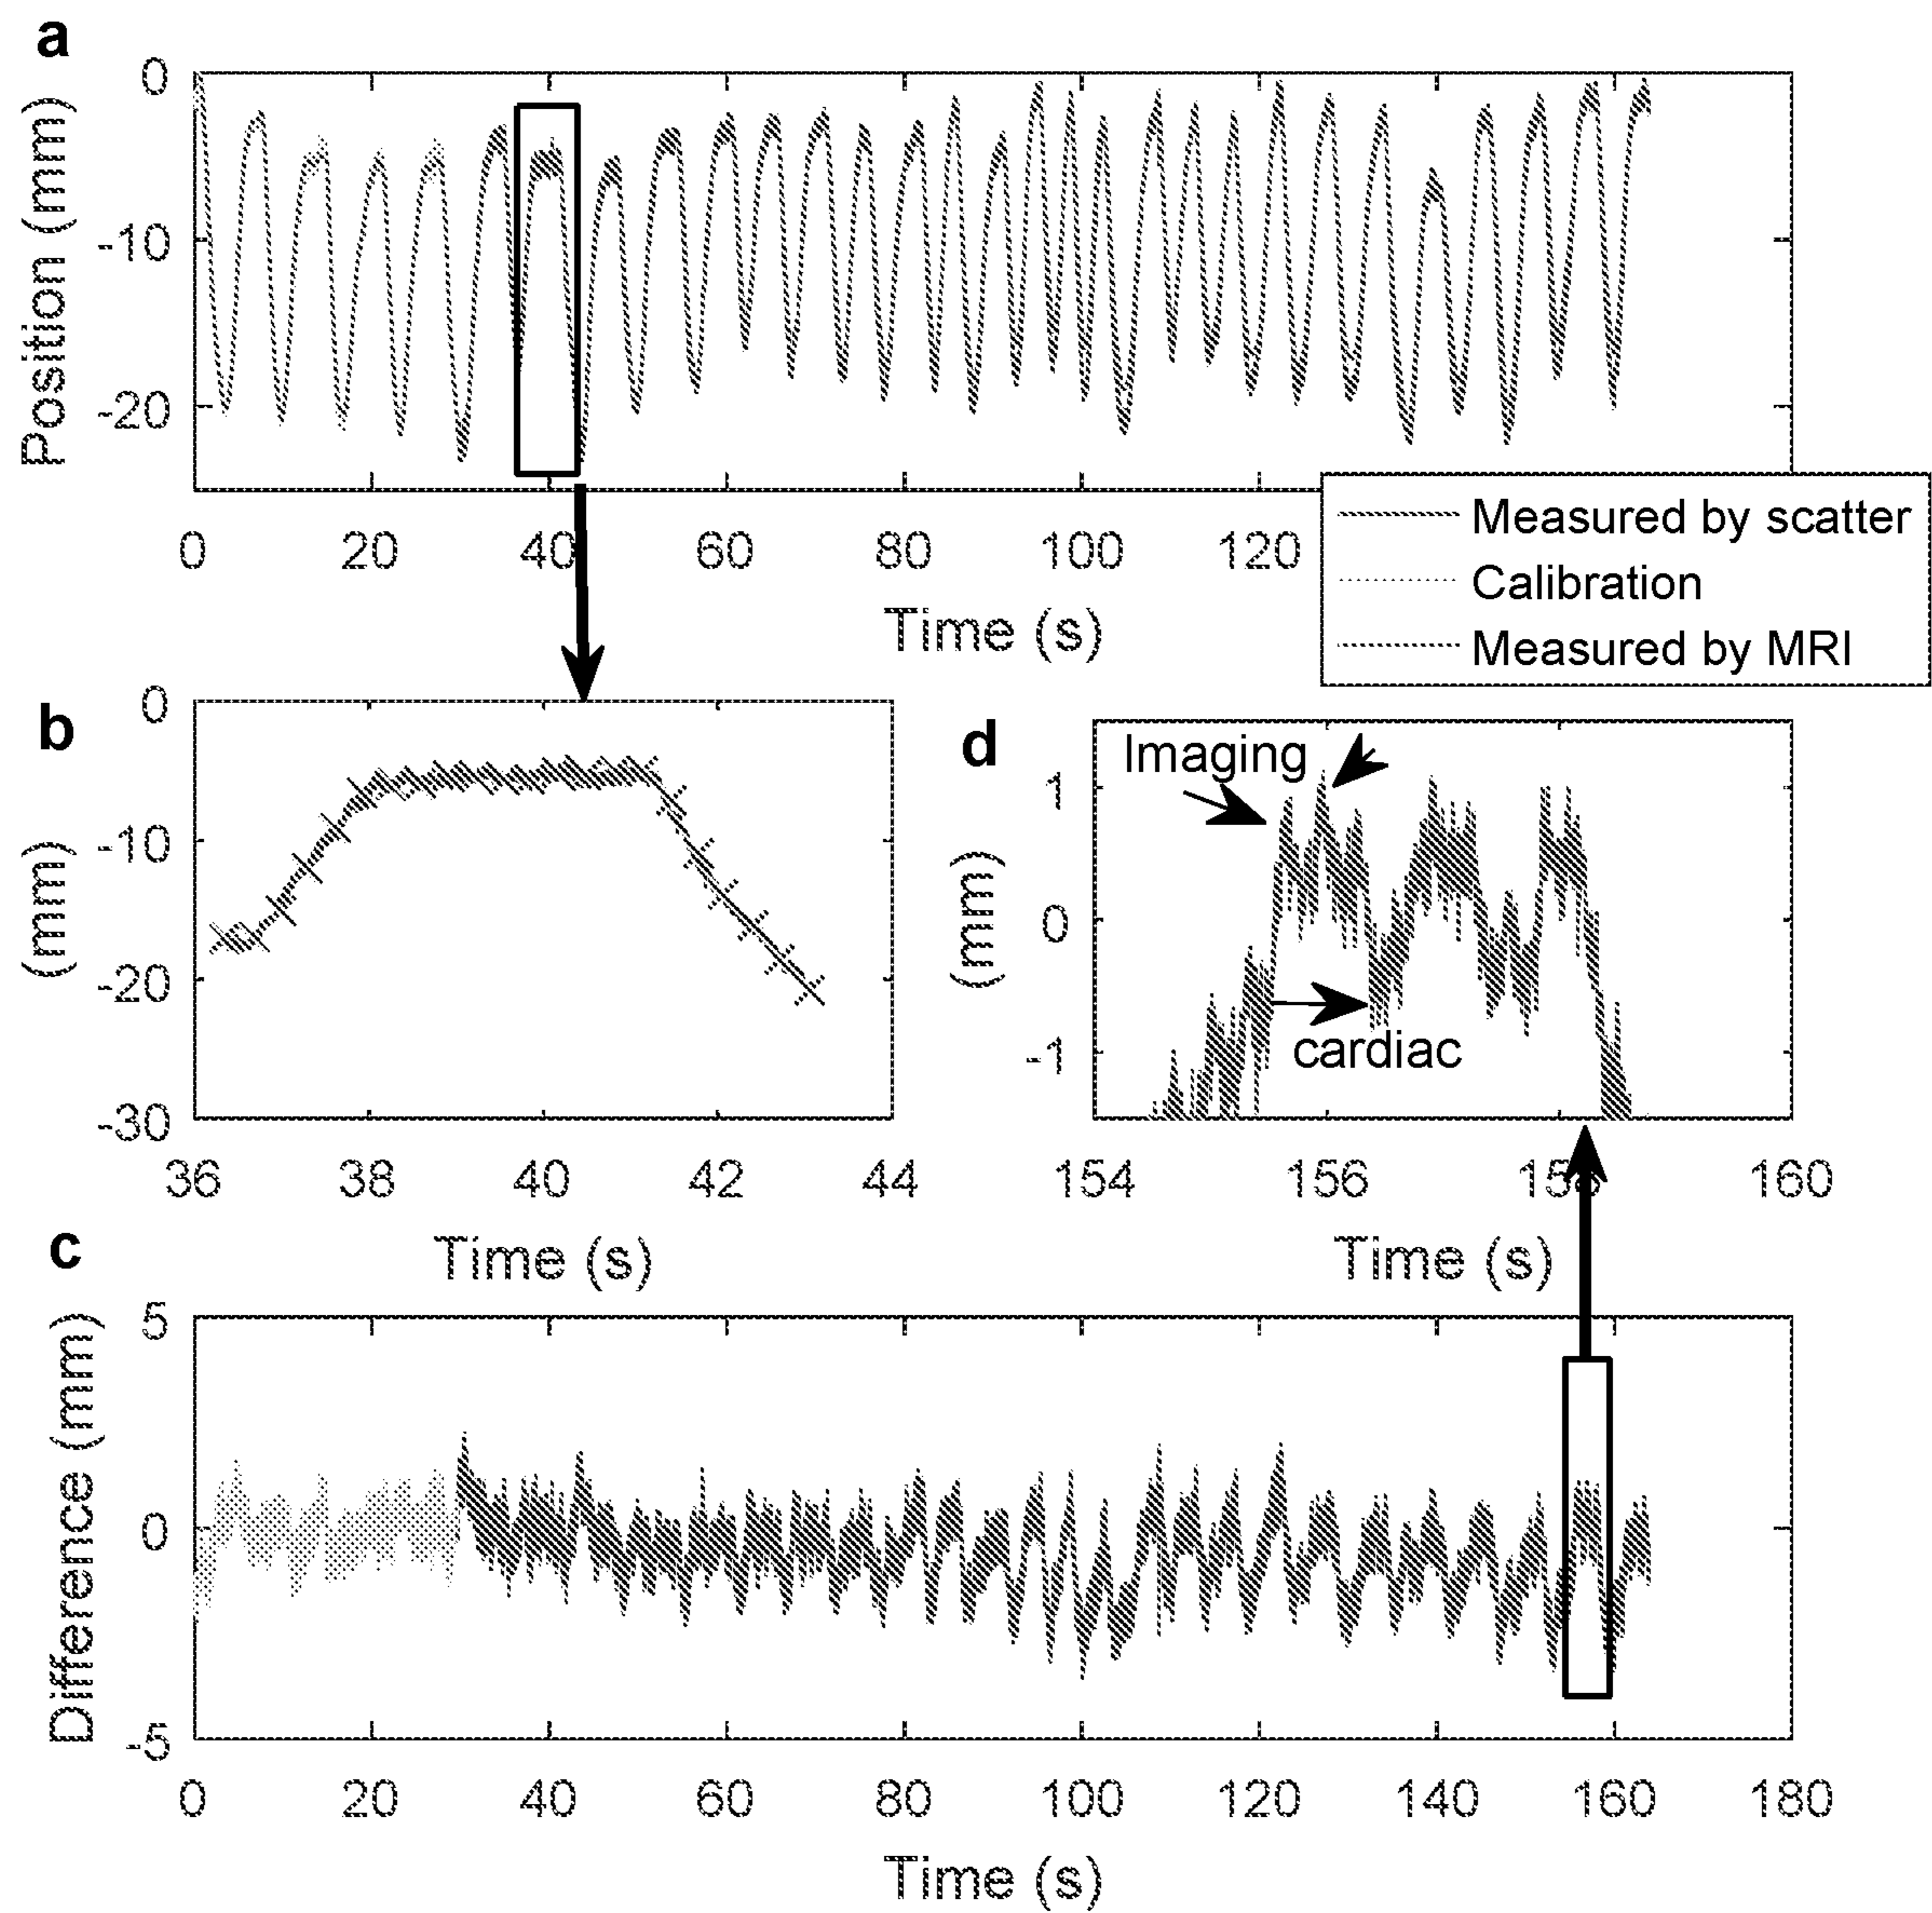 a
0
-10
-20
Position (mm)
0 20 40 60 80 100 120
Time (s)
Measured by scatter
Calibration
Measured by MRI
b
0
-10
-20
-30
(mm)
36 38 40 42 44
Time (s)
d
Imaging
1
0
-1
(mm)
cardiac
154 156 160
Time (s)
c
5
0
-5
Difference (mm)
0 20 40 60 80 100 120 140 160 180
Time (s)